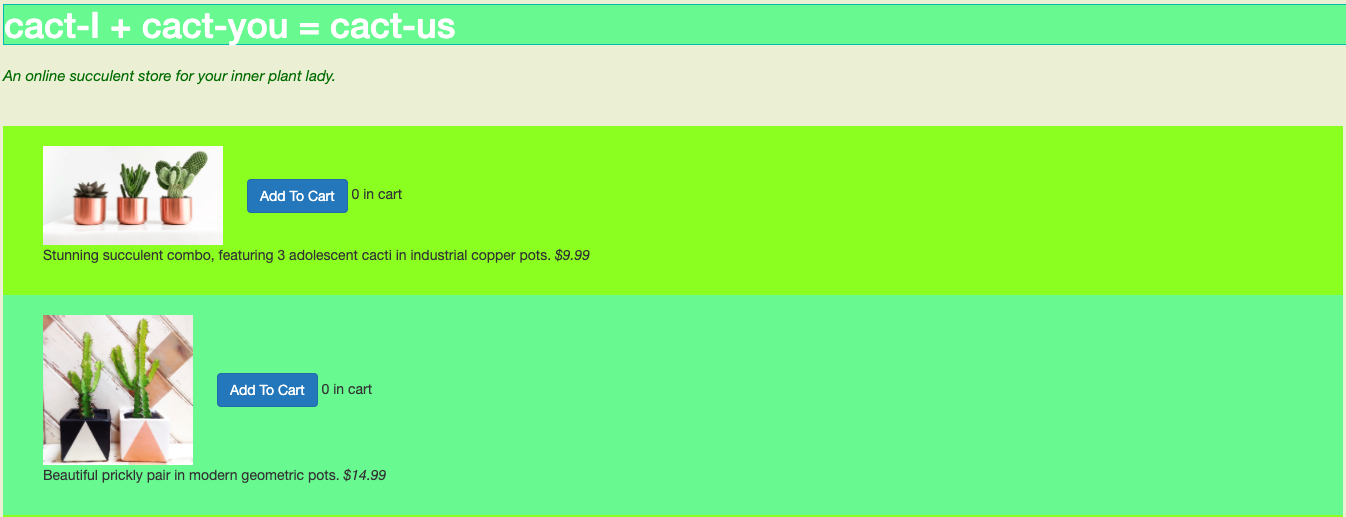 cact-I + cact-you = cact-us
An online succulent store for your inner plant lady.
Add To Cart 0 in cart
Stunning succulent combo, featuring 3 adolescent cacti in industrial copper pots. $9.99
Add To Cart 0 in cart
Beautiful prickly pair in modern geometric pots. $14.99